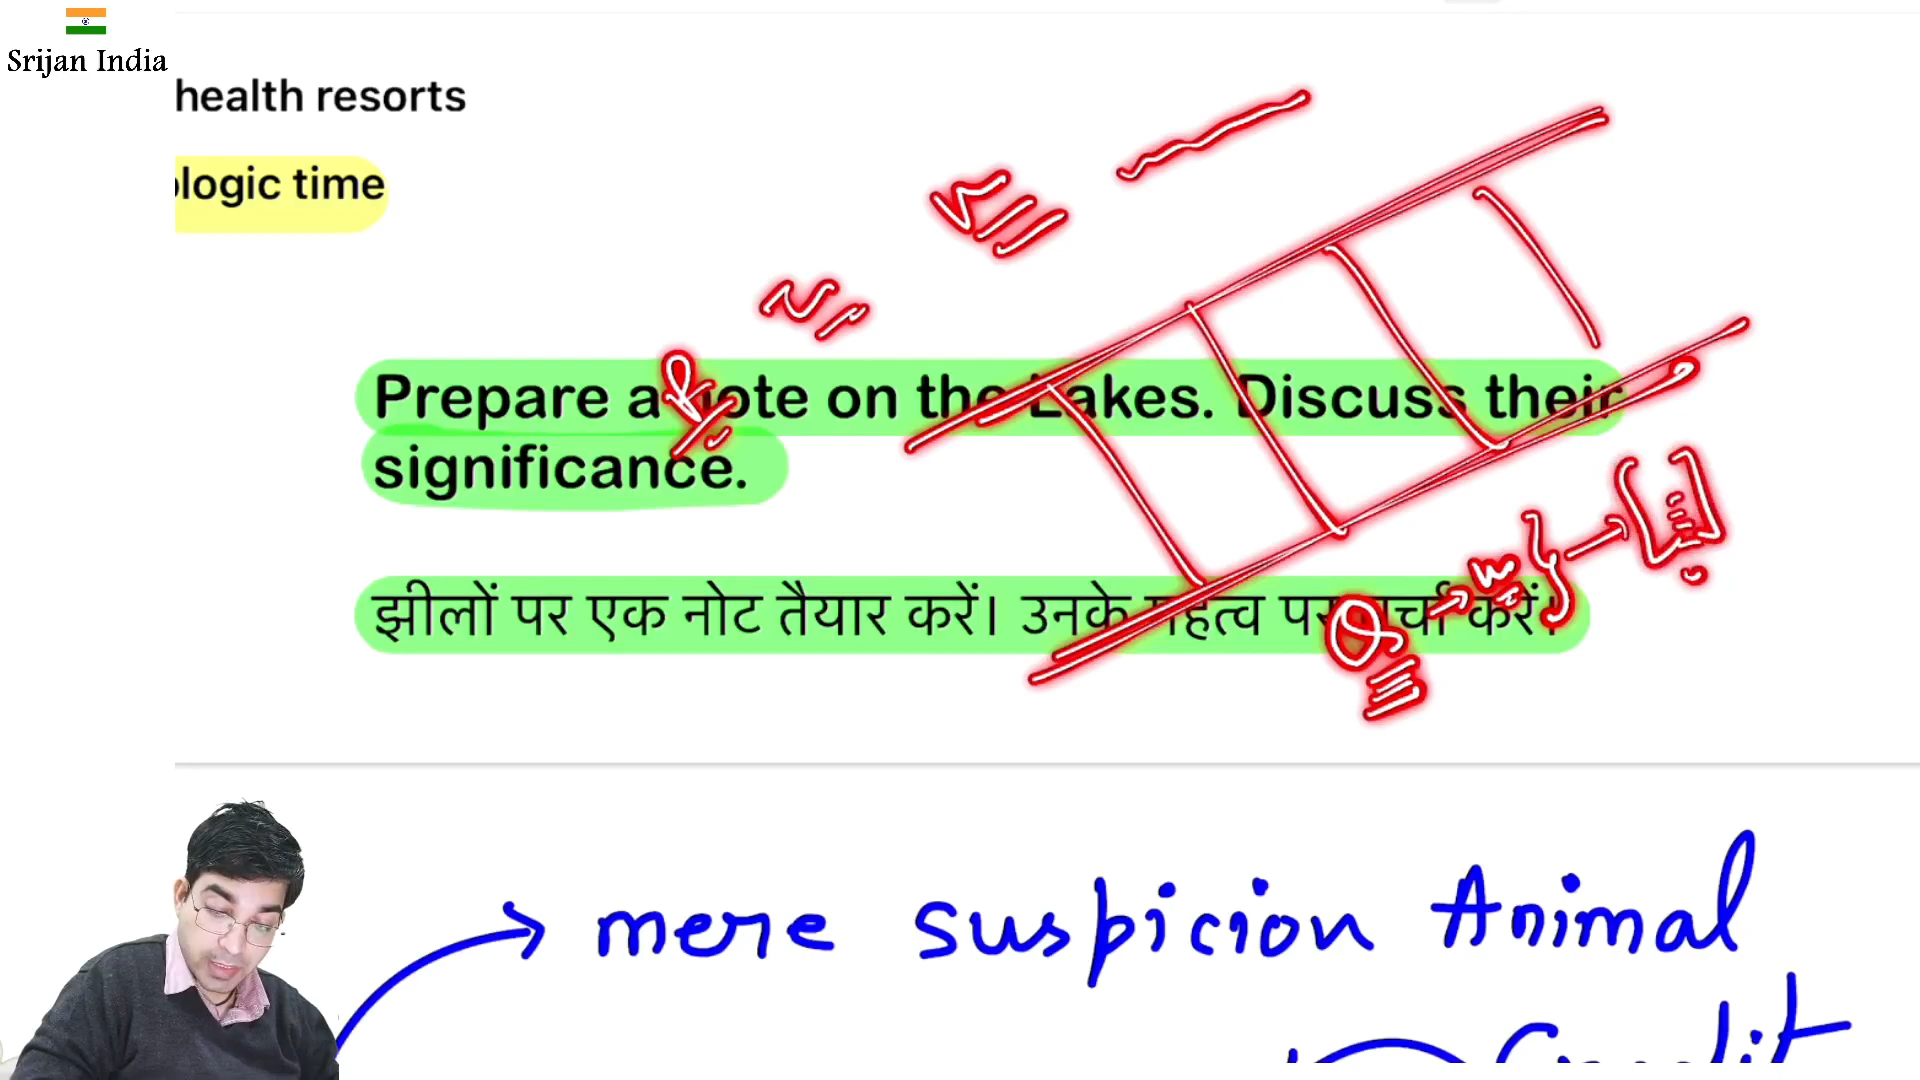 Srijan India
health resorts
ologic time
Prepare a note on the Lakes. Discuss their
significance.
झीलों पर एक नोट तैयार करें। उनके महत्व पर चर्चा करें।
mere suspicion Animal